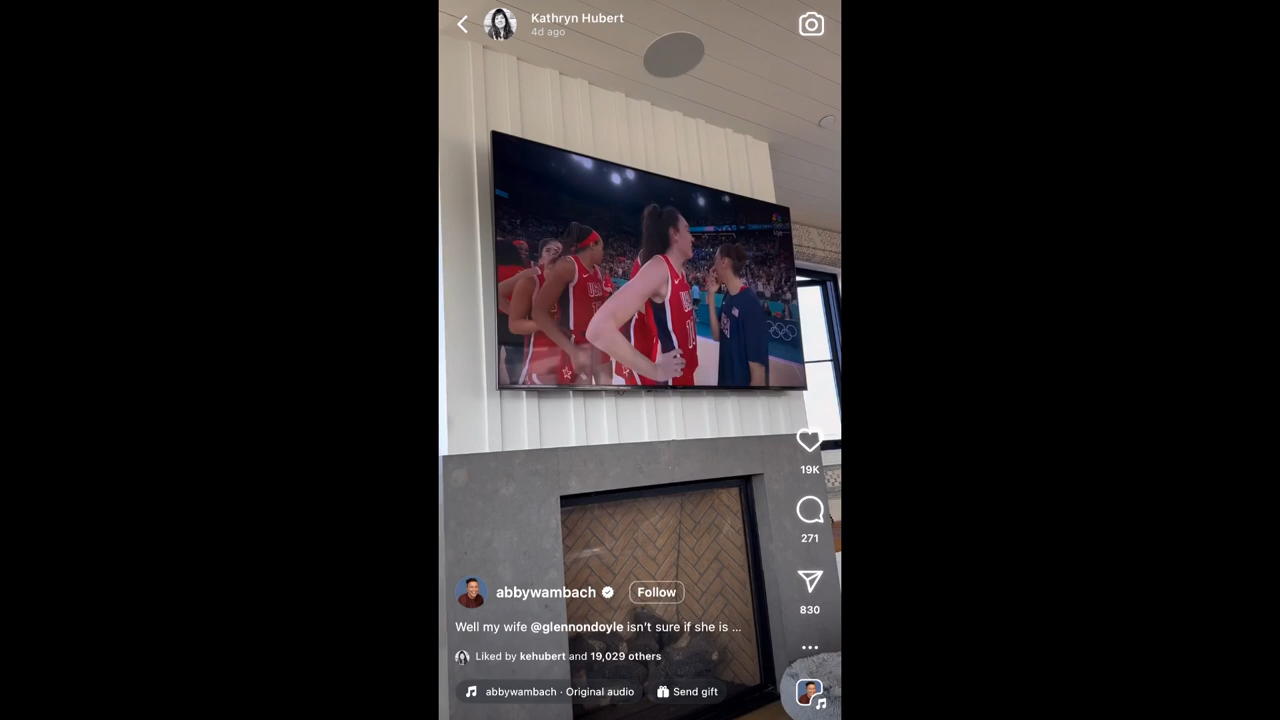 Kathryn Hubert
4d ago
USA
19K
271
abbywambach
Follow
830
Well my wife @glennondoyle isn't sure if she is ...
Liked by kehubert and 19,029 others
abbywambach · Original audio
Send gift